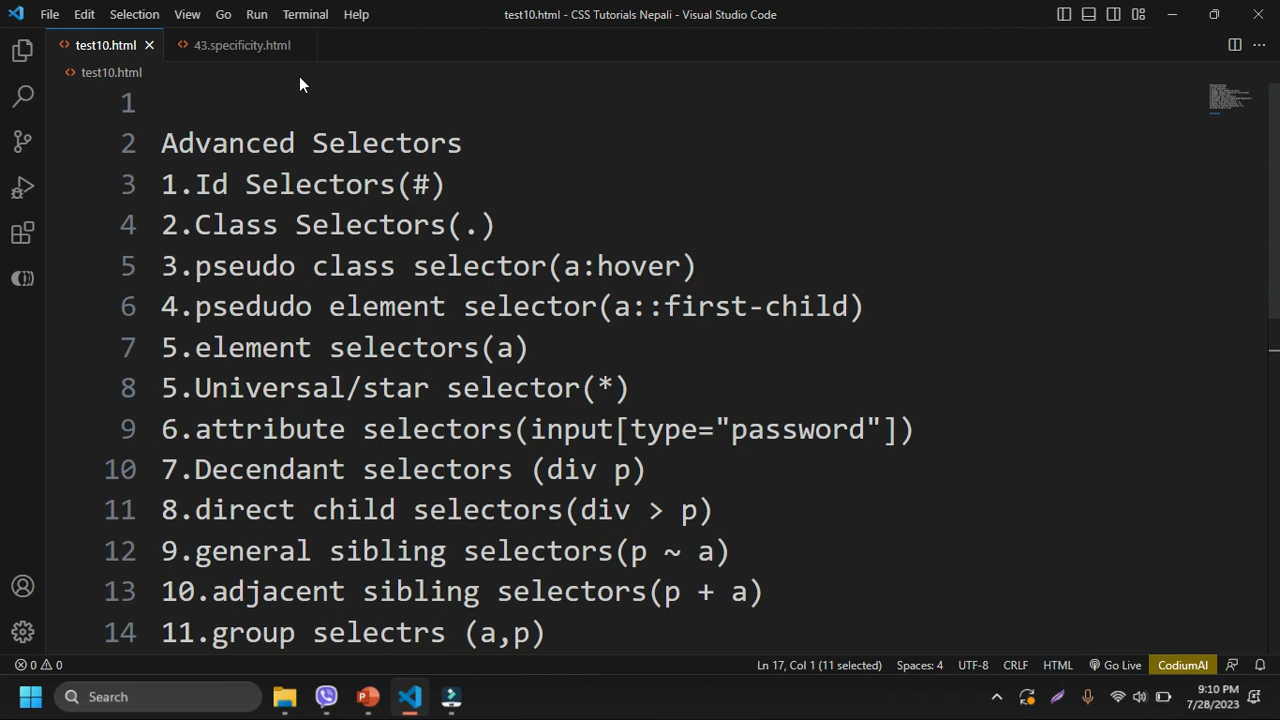 File Edit Selection View Go Run Terminal Help test10.html - CSS Tutorials Nepali - Visual Studio Code
test10.html 43.specificity.html
test10.html
1
2 Advanced Selectors
3 1.Id Selectors(#)
4 2.Class Selectors(.)
5 3.pseudo class selector(a:hover)
6 4.psedudo element selector(a::first-child)
7 5.element selectors(a)
8 5.Universal/star selector(*)
9 6.attribute selectors(input[type="password"])
10 7.Decendant selectors (div p)
11 8.direct child selectors(div > p)
12 9.general sibling selectors(p ~ a)
13 10.adjacent sibling selectors(p + a)
14 11.group selectrs (a,p)
0 0 Ln 17, Col 1 (11 selected) Spaces: 4 UTF-8 CRLF HTML Go Live CodiumAI
Search 9:10 PM
7/28/2023